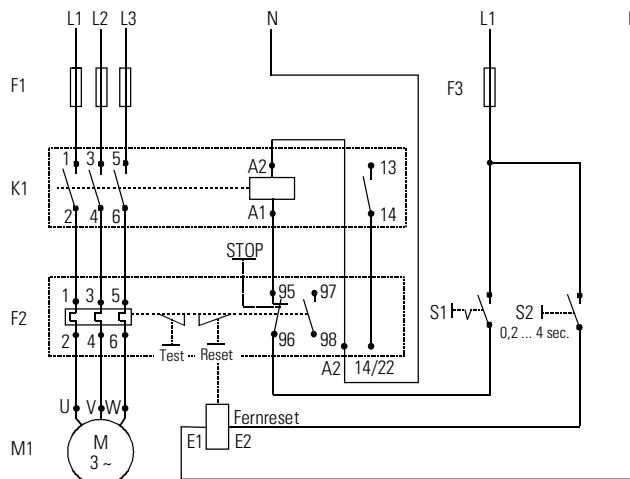 L1 L2 L3 N L1
F1 F3
1 3 5 A2 13
K1
2 4 6 A1 14
STOP
1 3 5 95 97
F2 S1 S2
0,2 ... 4 sec.
2 4 6 Test Reset 96 98
A2 14/22
U V W Fernreset
E1 E2
M1 M
3 ~